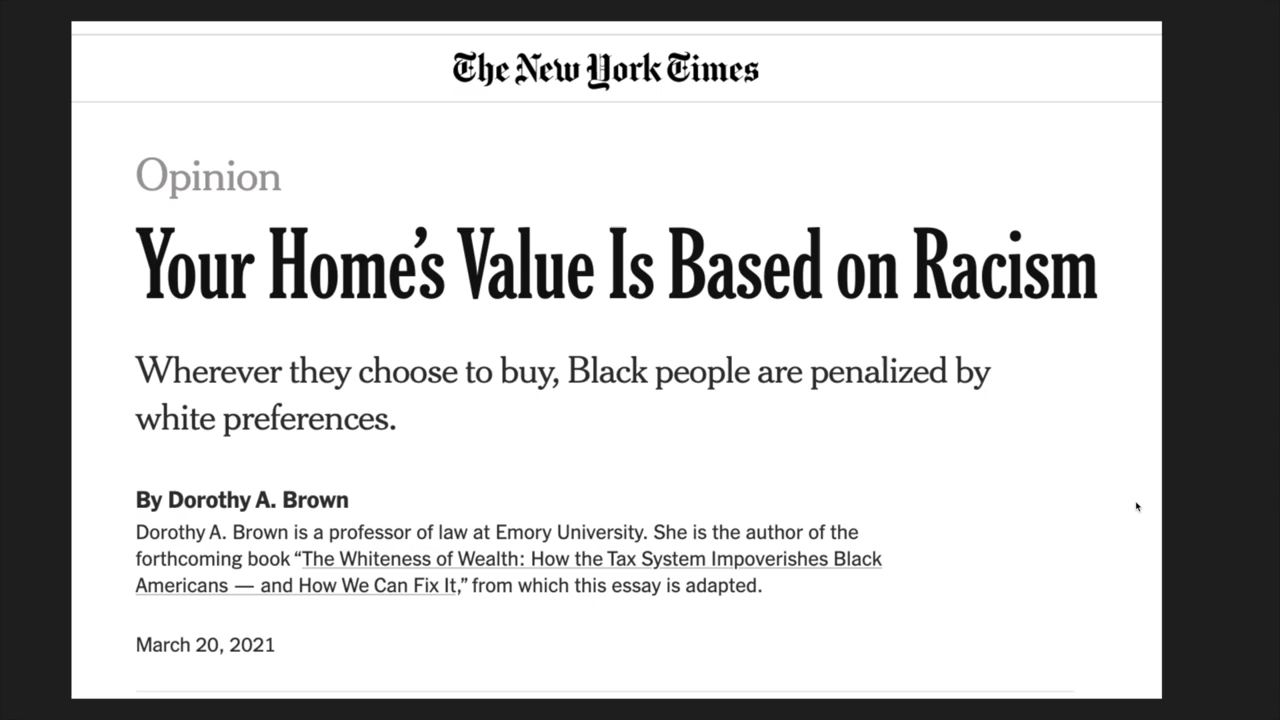 The New York Times
Opinion
Your Home’s Value Is Based on Racism
Wherever they choose to buy, Black people are penalized by
white preferences.
By Dorothy A. Brown
Dorothy A. Brown is a professor of law at Emory University. She is the author of the
forthcoming book “The Whiteness of Wealth: How the Tax System Impoverishes Black
Americans — and How We Can Fix It,” from which this essay is adapted.
March 20, 2021